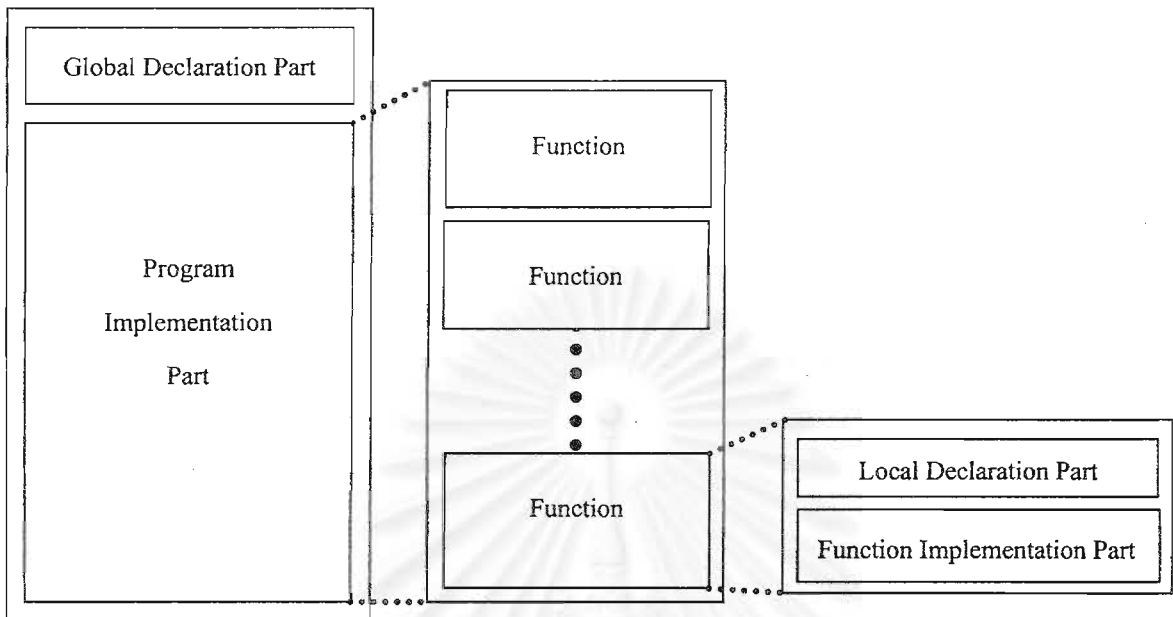 Global Declaration Part
Program
Implementation
Part
Function
Function
Function
Local Declaration Part
Function Implementation Part